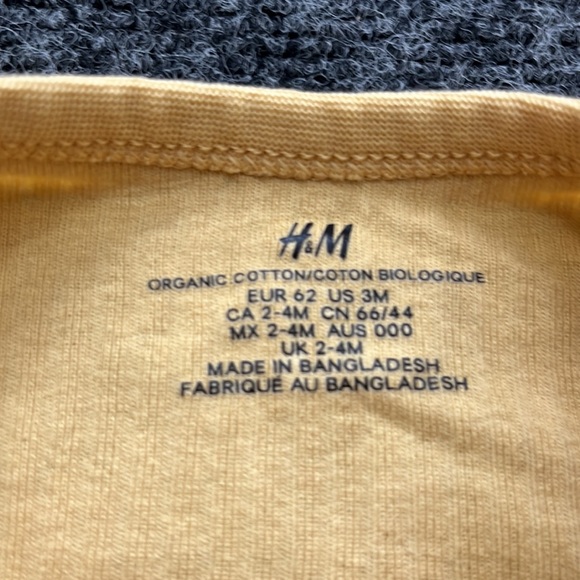 H&M
ORGANIC COTTON/COTON BIOLOGIQUE
EUR 62 US 3M
CA 2-4M CN 66/44
MX 2-4M AUS 000
UK 2-4M
MADE IN BANGLADESH
FABRIQUÉ AU BANGLADESH